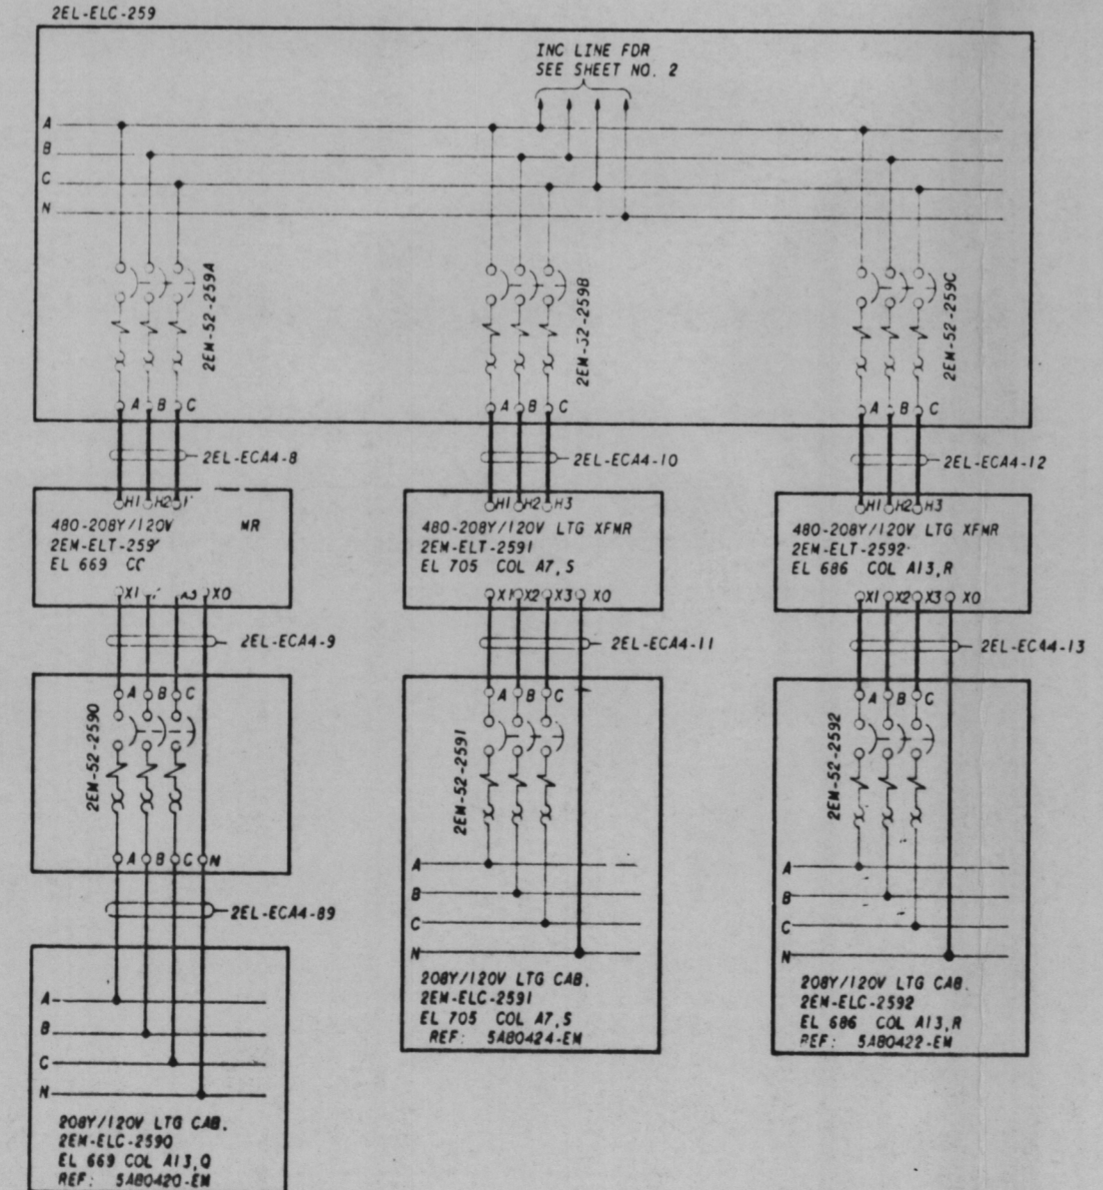 2EL-ELC-259
INC LINE FDR
SEE SHEET NO. 2
A
B
C
N
2EM-52-259A
2EM-52-259B
2EM-52-259C
A B C
A B C
A B C
2EL-ECA4-8
2EL-ECA4-10
2EL-ECA4-12
H1 H2
480-208Y/120V MR
2EM-ELT-259
EL 669
X1 X3 X0
H1 H2 H3
480-208Y/120V LTG XFMR
2EM-ELT-2591
EL 705 COL A7,S
X1 X2 X3 X0
H1 H2 H3
480-208Y/120V LTG XFMR
2EM-ELT-2592
EL 686 COL A13,R
X1 X2 X3 X0
2EL-ECA4-9
2EL-ECA4-11
2EL-ECA4-13
A B C
2EM-52-2590
A B C N
2EL-ECA4-89
A
B
C
N
208Y/120V LTG CAB.
2EM-ELC-2590
EL 669 COL A13,Q
REF: 5AB0420-EM
A B C
2EM-52-2591
A
B
C
N
208Y/120V LTG CAB.
2EM-ELC-2591
EL 705 COL A7,S
REF: 5AB0424-EM
A B C
2EM-52-2592
A
B
C
N
208Y/120V LTG CAB.
2EM-ELC-2592
EL 686 COL A13,R
REF: 5AB0422-EM